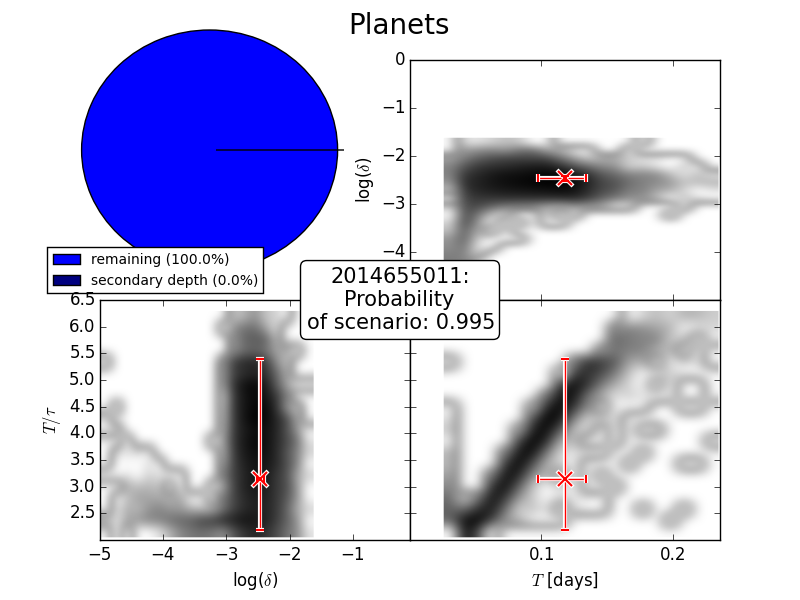 Planets
0
−1
−2
−3
−4
log(δ)
remaining (100.0%)
secondary depth (0.0%)
2014655011:
Probability
of scenario: 0.995
6.5
6.0
5.5
5.0
4.5
4.0
3.5
3.0
2.5
T/τ
−5 −4 −3 −2 −1
log(δ)
0.1 0.2
T [days]